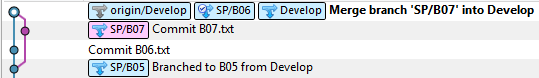 origin/Develop SP/B06 Develop Merge branch 'SP/B07' into Develop
SP/B07 Commit B07.txt
Commit B06.txt
SP/B05 Branched to B05 from Develop